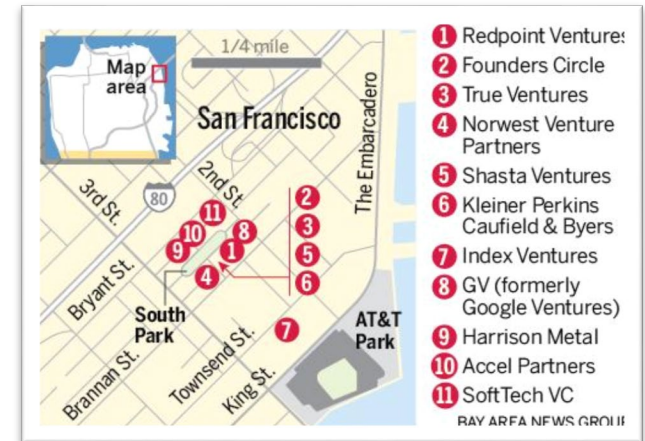 1/4 mile
Map
area
San Francisco
The Embarcadero
2nd St.
3rd St.
80
11
10
9
8
1
4
2
3
5
6
7
Bryant St.
South
Park
AT&T
Park
Brannan St.
Townsend St.
King St.
1 Redpoint Ventures
2 Founders Circle
3 True Ventures
4 Norwest Venture
Partners
5 Shasta Ventures
6 Kleiner Perkins
Caufield & Byers
7 Index Ventures
8 GV (formerly
Google Ventures)
9 Harrison Metal
10 Accel Partners
11 SoftTech VC
BAY AREA NEWS GROUP